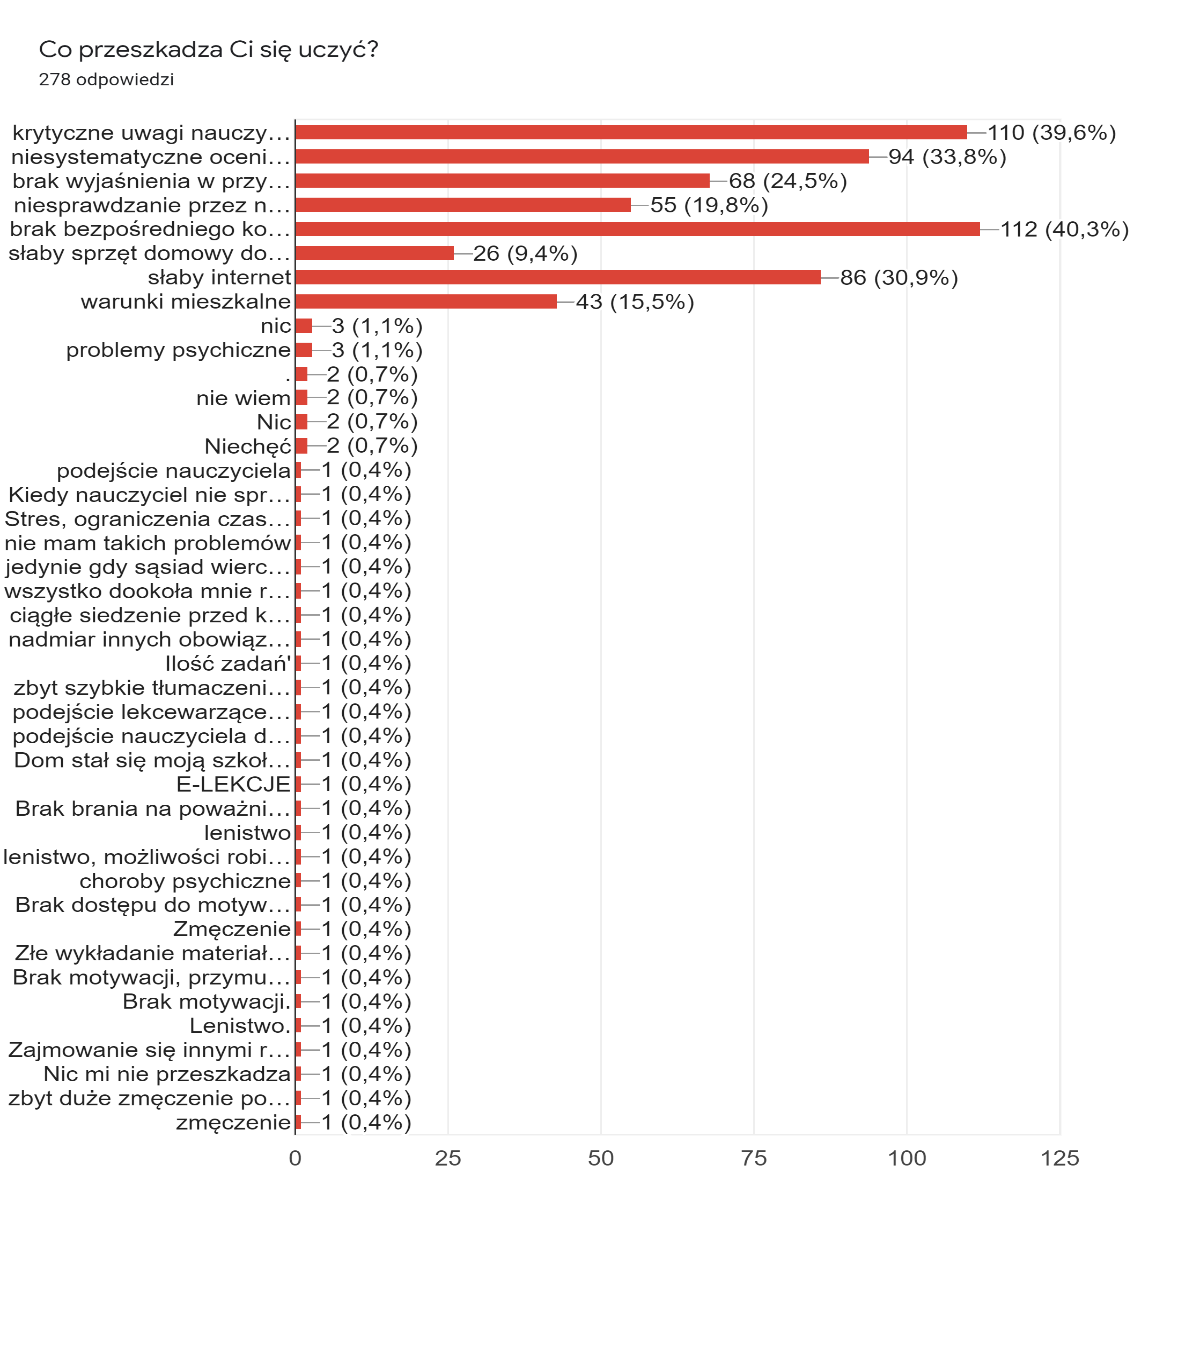 Co przeszkadza Ci się uczyć?
278 odpowiedzi
krytyczne uwagi nauczy… 110 (39,6%)
niesystematyczne oceni… 94 (33,8%)
brak wyjaśnienia w przy… 68 (24,5%)
niesprawdzanie przez n… 55 (19,8%)
brak bezpośredniego ko… 112 (40,3%)
słaby sprzęt domowy do… 26 (9,4%)
słaby internet 86 (30,9%)
warunki mieszkalne 43 (15,5%)
nic 3 (1,1%)
problemy psychiczne 3 (1,1%)
. 2 (0,7%)
nie wiem 2 (0,7%)
Nic 2 (0,7%)
Niechęć 2 (0,7%)
podejście nauczyciela 1 (0,4%)
Kiedy nauczyciel nie spr… 1 (0,4%)
Stres, ograniczenia czas… 1 (0,4%)
nie mam takich problemów 1 (0,4%)
jedynie gdy sąsiad wierc… 1 (0,4%)
wszystko dookoła mnie r… 1 (0,4%)
ciągłe siedzenie przed k… 1 (0,4%)
nadmiar innych obowiąz… 1 (0,4%)
Ilość zadań' 1 (0,4%)
zbyt szybkie tłumaczeni… 1 (0,4%)
podejście lekcewarzące… 1 (0,4%)
podejście nauczyciela d… 1 (0,4%)
Dom stał się moją szkoł… 1 (0,4%)
E-LEKCJE 1 (0,4%)
Brak brania na poważni… 1 (0,4%)
lenistwo 1 (0,4%)
lenistwo, możliwości robi… 1 (0,4%)
choroby psychiczne 1 (0,4%)
Brak dostępu do motyw… 1 (0,4%)
Zmęczenie 1 (0,4%)
Złe wykładanie materiał… 1 (0,4%)
Brak motywacji, przymu… 1 (0,4%)
Brak motywacji. 1 (0,4%)
Lenistwo. 1 (0,4%)
Zajmowanie się innymi r… 1 (0,4%)
Nic mi nie przeszkadza 1 (0,4%)
zbyt duże zmęczenie po… 1 (0,4%)
zmęczenie 1 (0,4%)
0 25 50 75 100 125